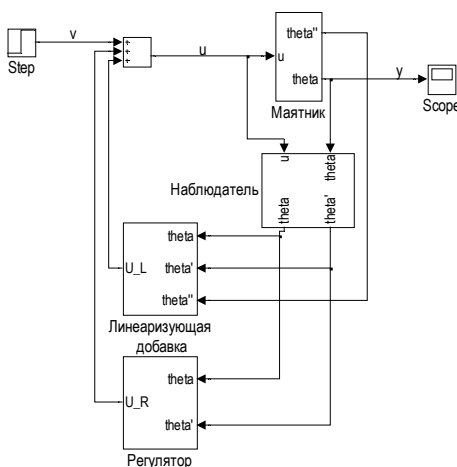 v
Step
+
+
+
u
theta"
u
theta
Маятник
y
Scope
u
theta
Наблюдатель
theta
theta'
theta
U_L
theta'
theta"
Линеаризующая
добавка
theta
U_R
theta'
Регулятор